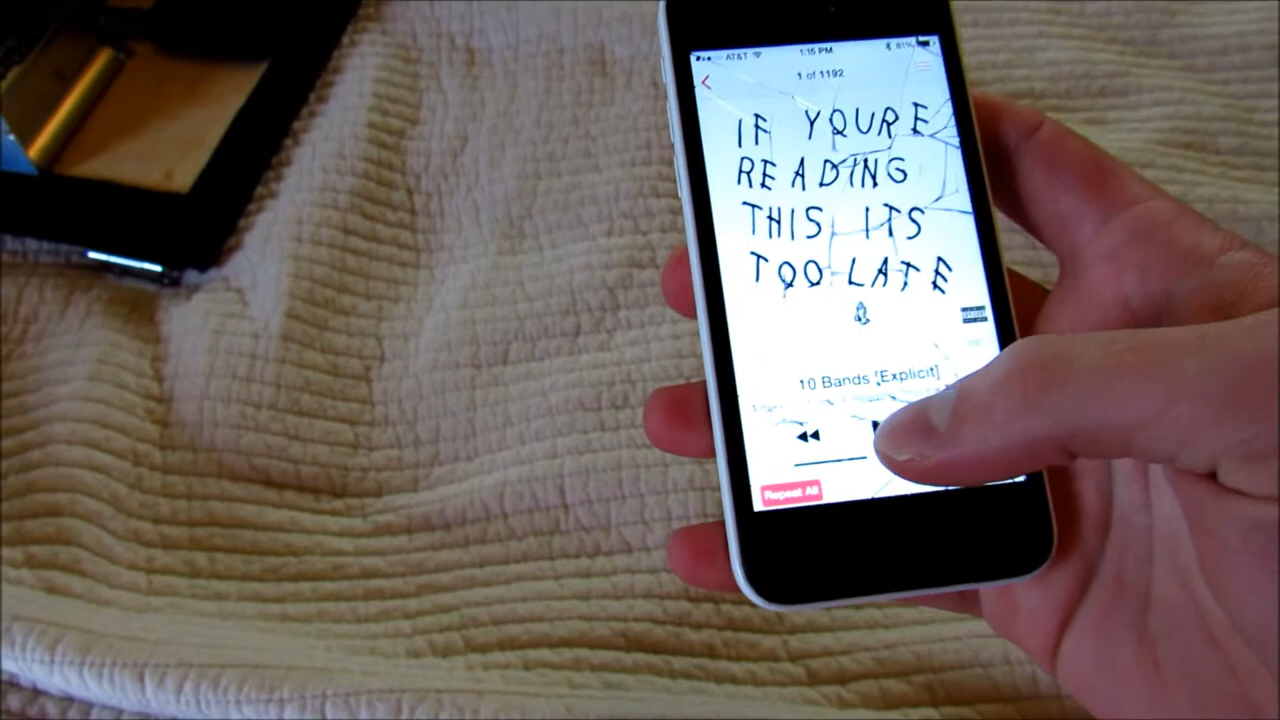 AT&T 1:15 PM 81%
1 of 1192
IF YOURE
READING
THIS ITS
TOO LATE
10 Bands [Explicit]
Repeat All